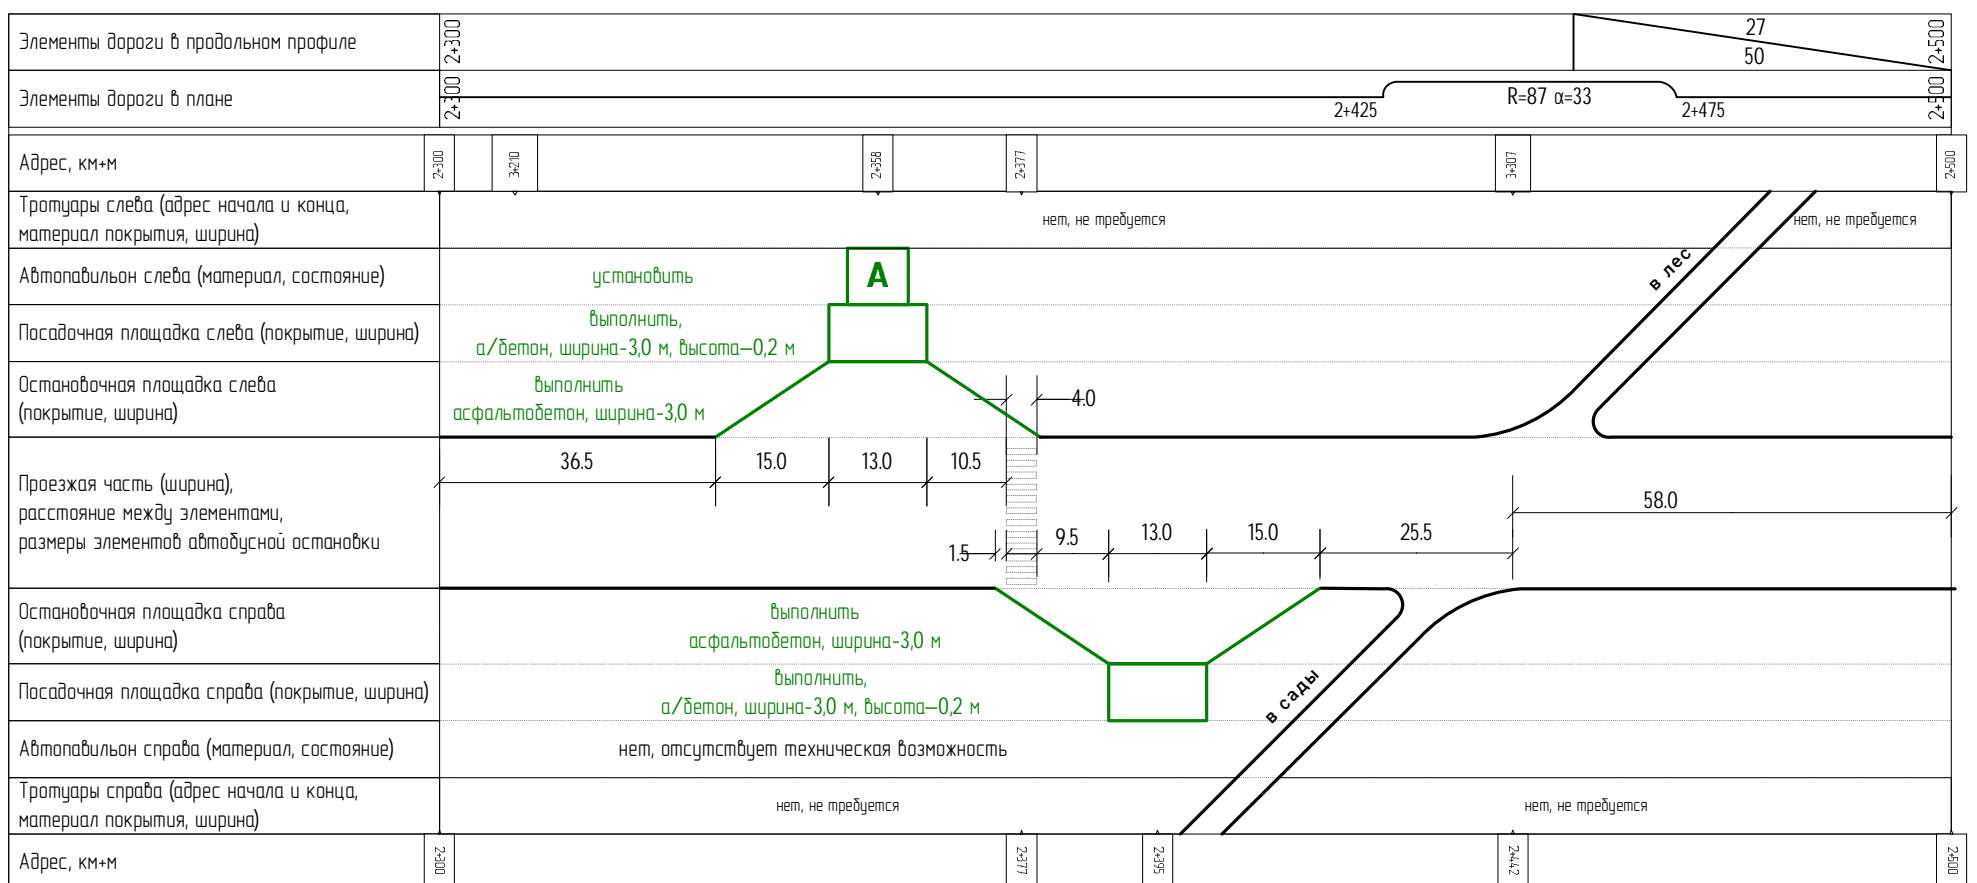 Элементы дороги в продольном профиле
2+300
27
50
2+500
Элементы дороги в плане
2+300
2+425
R=87 α=33
2+475
2+500
Адрес, км+м
2+300
3+210
2+358
2+377
3+307
2+500
Тротуары слева (адрес начала и конца,
материал покрытия, ширина)
нет, не требуется
нет, не требуется
Автопавильон слева (материал, состояние)
установить
А
в лес
Посадочная площадка слева (покрытие, ширина)
выполнить,
а/бетон, ширина-3,0 м, высота–0,2 м
Остановочная площадка слева
(покрытие, ширина)
выполнить
асфальтобетон, ширина-3,0 м
4.0
Проезжая часть (ширина),
расстояние между элементами,
размеры элементов автобусной остановки
36.5
15.0
13.0
10.5
58.0
1.5
9.5
13.0
15.0
25.5
Остановочная площадка справа
(покрытие, ширина)
выполнить
асфальтобетон, ширина-3,0 м
Посадочная площадка справа (покрытие, ширина)
выполнить,
а/бетон, ширина-3,0 м, высота–0,2 м
в сады
Автопавильон справа (материал, состояние)
нет, отсутствует техническая возможность
Тротуары справа (адрес начала и конца,
материал покрытия, ширина)
нет, не требуется
нет, не требуется
Адрес, км+м
2+300
2+377
2+395
2+442
2+500